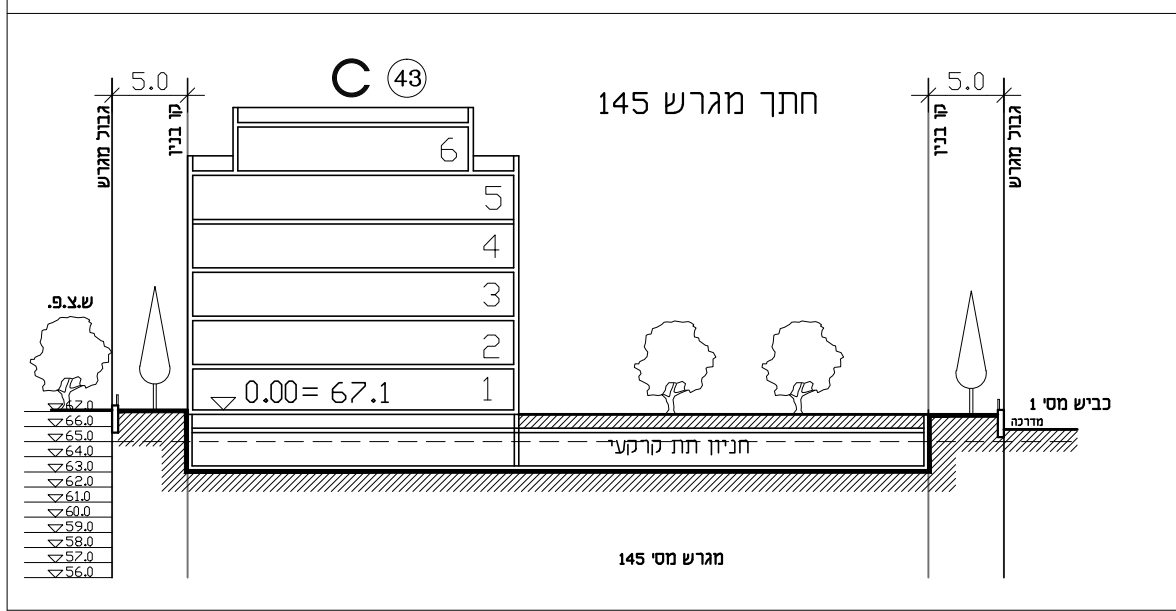 C 43
חתך מגרש 145
5.0
5.0
גבול מגרש
קו בנין
קו בנין
גבול מגרש
6
5
4
3
2
1
0.00= 67.1
ש.צ.פ.
כביש מסי 1
מדרכה
חניון תת קרקעי
67.0
66.0
65.0
64.0
63.0
62.0
61.0
60.0
59.0
58.0
57.0
56.0
מגרש מסי 145